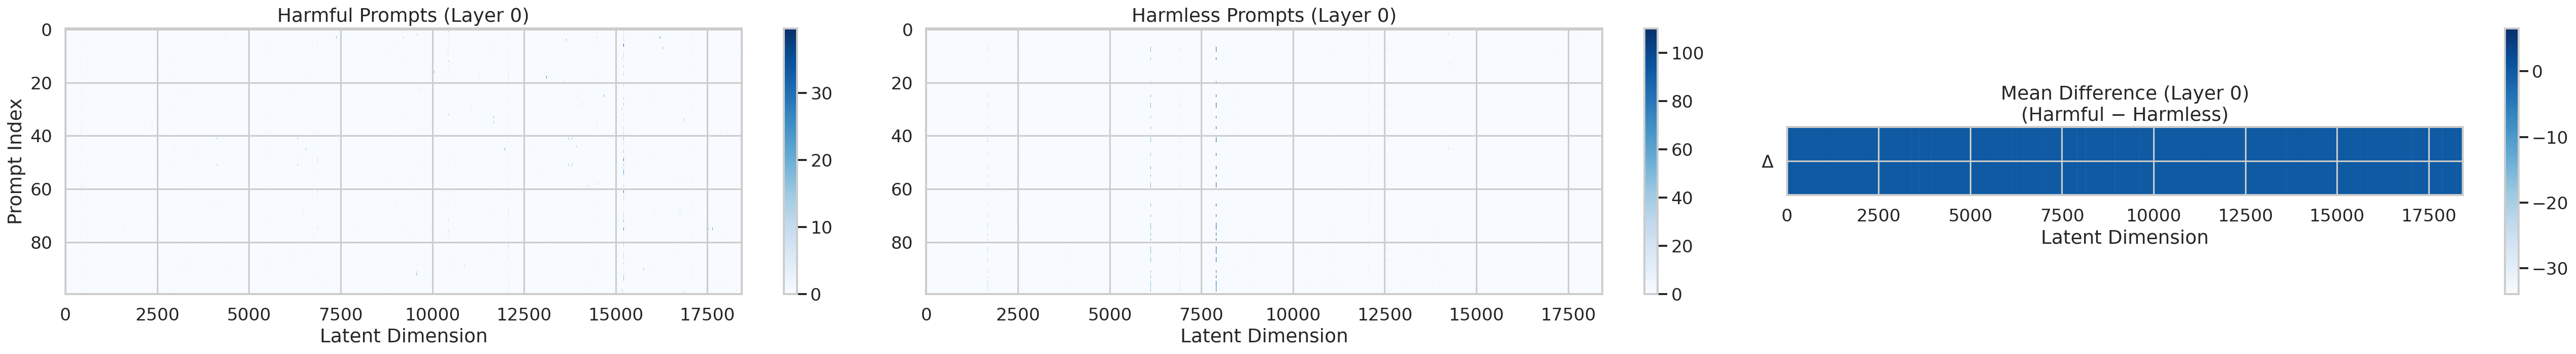 Harmful Prompts (Layer 0)
Prompt Index
0
20
40
60
80
0 2500 5000 7500 10000 12500 15000 17500
Latent Dimension
30
20
10
0
Harmless Prompts (Layer 0)
0
20
40
60
80
0 2500 5000 7500 10000 12500 15000 17500
Latent Dimension
100
80
60
40
20
0
Mean Difference (Layer 0)
(Harmful − Harmless)
Δ
0 2500 5000 7500 10000 12500 15000 17500
Latent Dimension
0
−10
−20
−30